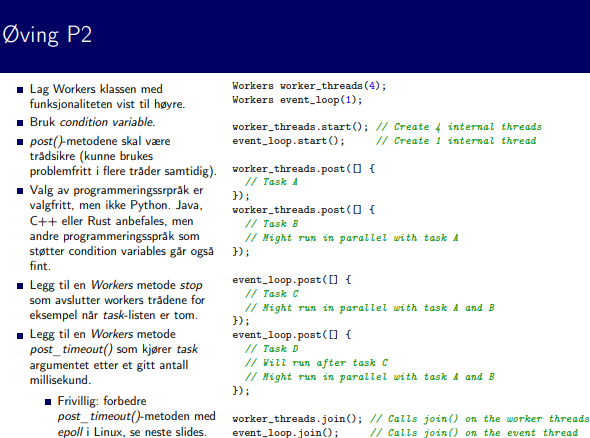 Øving P2
Lag Workers klassen med
funksjonaliteten vist til høyre.
Bruk condition variable.
post()-metodene skal være
trådsikre (kunne brukes
problemfritt i flere tråder samtidig).
Valg av programmeringssrpråk er
valgfritt, men ikke Python. Java,
C++ eller Rust anbefales, men
andre programmeringsspråk som
støtter condition variables går også
fint.
Legg til en Workers metode stop
som avslutter workers trådene for
eksempel når task-listen er tom.
Legg til en Workers metode
post_timeout() som kjører task
argumentet etter et gitt antall
millisekund.
Frivillig: forbedre
post_timeout()-metoden med
epoll i Linux, se neste slides.
Workers worker_threads(4);
Workers event_loop(1);
worker_threads.start(); // Create 4 internal threads
event_loop.start(); // Create 1 internal thread
worker_threads.post([] {
// Task A
});
worker_threads.post([] {
// Task B
// Might run in parallel with task A
});
event_loop.post([] {
// Task C
// Might run in parallel with task A and B
});
event_loop.post([] {
// Task D
// Will run after task C
// Might run in parallel with task A and B
});
worker_threads.join(); // Calls join() on the worker threads
event_loop.join(); // Calls join() on the event thread